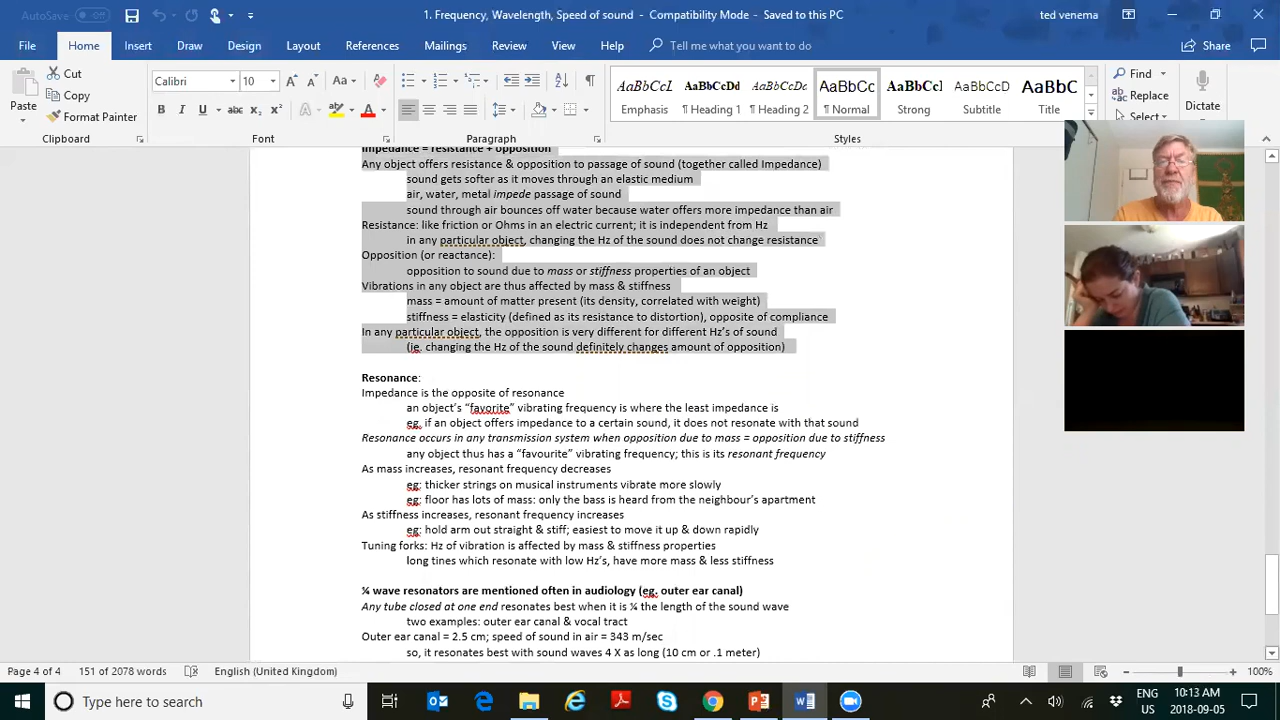 AutoSave Off
1. Frequency, Wavelength, Speed of sound - Compatibility Mode - Saved to this PC
ted venema
File Home Insert Draw Design Layout References Mailings Review View Help Tell me what you want to do Share
Paste
Cut
Copy
Format Painter
Calibri 10
Aa
B I U abc X₂ X²
AaBbCcL AaBbCcDd AaBbCcDd AaBbCc AaBbCcI AaBbCcD AaBbCc
Emphasis ¶ Heading 1 ¶ Heading 2 ¶ Normal Strong Subtitle Title
Find
Replace
Select
Dictate
Clipboard Font Paragraph Styles
Impedance = resistance + opposition
Any object offers resistance & opposition to passage of sound (together called Impedance)
sound gets softer as it moves through an elastic medium
air, water, metal impede passage of sound
sound through air bounces off water because water offers more impedance than air
Resistance: like friction or Ohms in an electric current; it is independent from Hz
in any particular object, changing the Hz of the sound does not change resistance
Opposition (or reactance):
opposition to sound due to mass or stiffness properties of an object
Vibrations in any object are thus affected by mass & stiffness
mass = amount of matter present (its density, correlated with weight)
stiffness = elasticity (defined as its resistance to distortion), opposite of compliance
In any particular object, the opposition is very different for different Hz's of sound
(ie. changing the Hz of the sound definitely changes amount of opposition)
Resonance:
Impedance is the opposite of resonance
an object's "favorite" vibrating frequency is where the least impedance is
eg. if an object offers impedance to a certain sound, it does not resonate with that sound
Resonance occurs in any transmission system when opposition due to mass = opposition due to stiffness
any object thus has a "favourite" vibrating frequency; this is its resonant frequency
As mass increases, resonant frequency decreases
eg: thicker strings on musical instruments vibrate more slowly
eg: floor has lots of mass: only the bass is heard from the neighbour's apartment
As stiffness increases, resonant frequency increases
eg: hold arm out straight & stiff; easiest to move it up & down rapidly
Tuning forks: Hz of vibration is affected by mass & stiffness properties
long tines which resonate with low Hz's, have more mass & less stiffness
¼ wave resonators are mentioned often in audiology (eg. outer ear canal)
Any tube closed at one end resonates best when it is ¼ the length of the sound wave
two examples: outer ear canal & vocal tract
Outer ear canal = 2.5 cm; speed of sound in air = 343 m/sec
so, it resonates best with sound waves 4 X as long (10 cm or .1 meter)
Page 4 of 4 151 of 2078 words English (United Kingdom) 100%
Type here to search
ENG
US
10:13 AM
2018-09-05